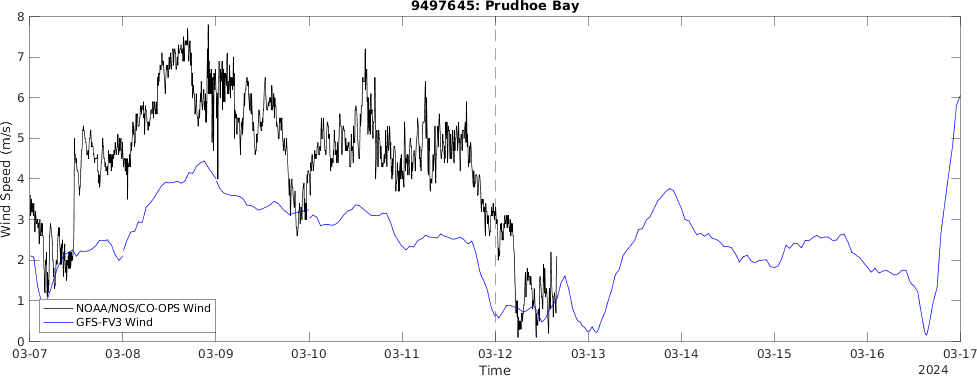 9497645: Prudhoe Bay
Wind Speed (m/s)
8
7
6
5
4
3
2
1
0
NOAA/NOS/CO-OPS Wind
GFS-FV3 Wind
03-07 03-08 03-09 03-10 03-11 03-12 03-13 03-14 03-15 03-16 03-17
Time
2024